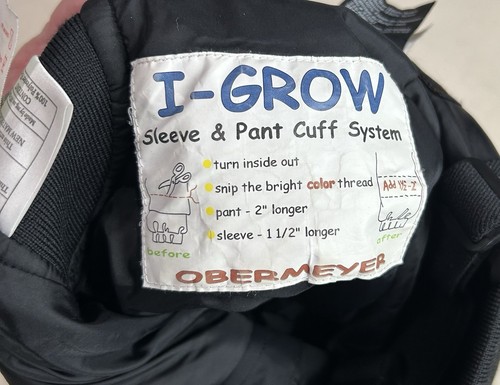 I-GROW
Sleeve & Pant Cuff System
turn inside out
snip the bright color thread
pant - 2" longer
sleeve - 1 1/2" longer
before
after
OBERMEYER